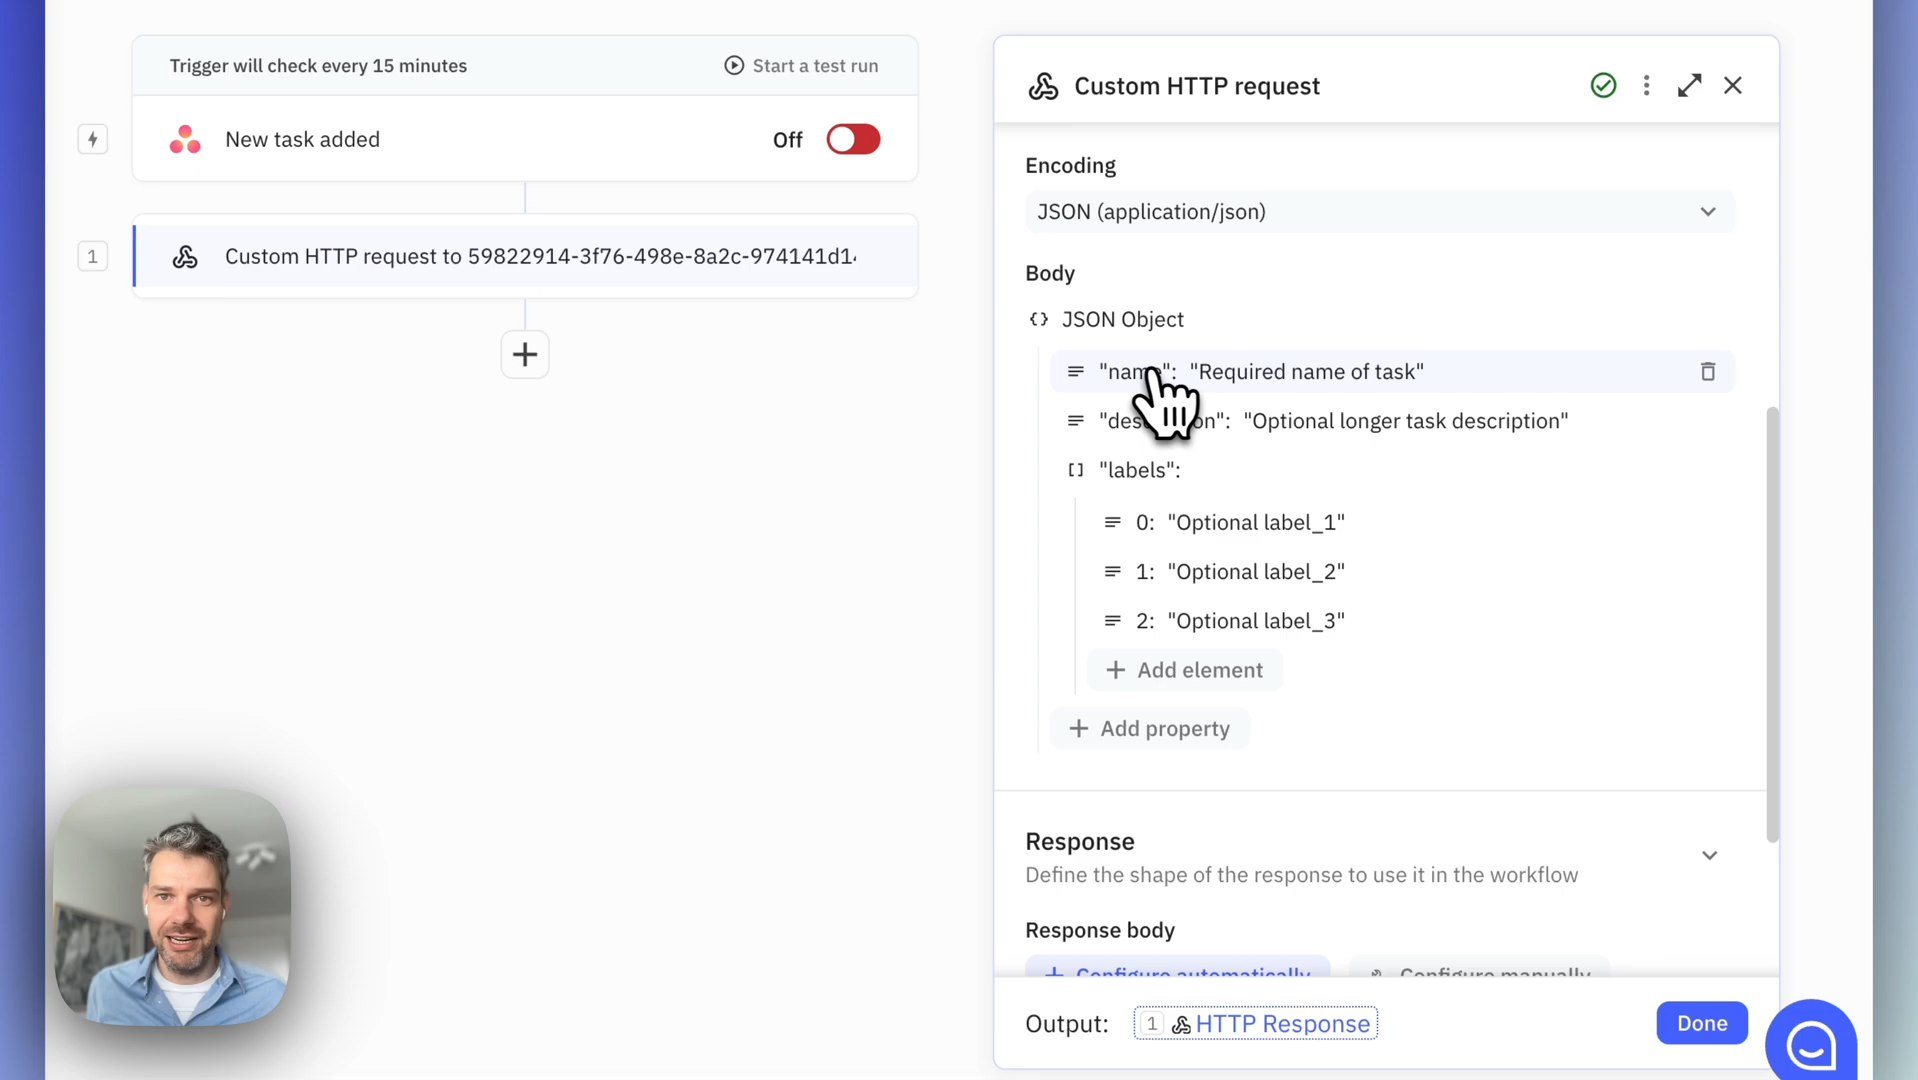 Trigger will check every 15 minutes
Start a test run
New task added
Off
1
Custom HTTP request to 59822914-3f76-498e-8a2c-974141d1
Custom HTTP request
Encoding
JSON (application/json)
Body
{} JSON Object
"name": "Required name of task"
"des on": "Optional longer task description"
[] "labels":
0: "Optional label_1"
1: "Optional label_2"
2: "Optional label_3"
+ Add element
+ Add property
Response
Define the shape of the response to use it in the workflow
Response body
+ Configure automatically
Configure manually
Output: 1 HTTP Response
Done